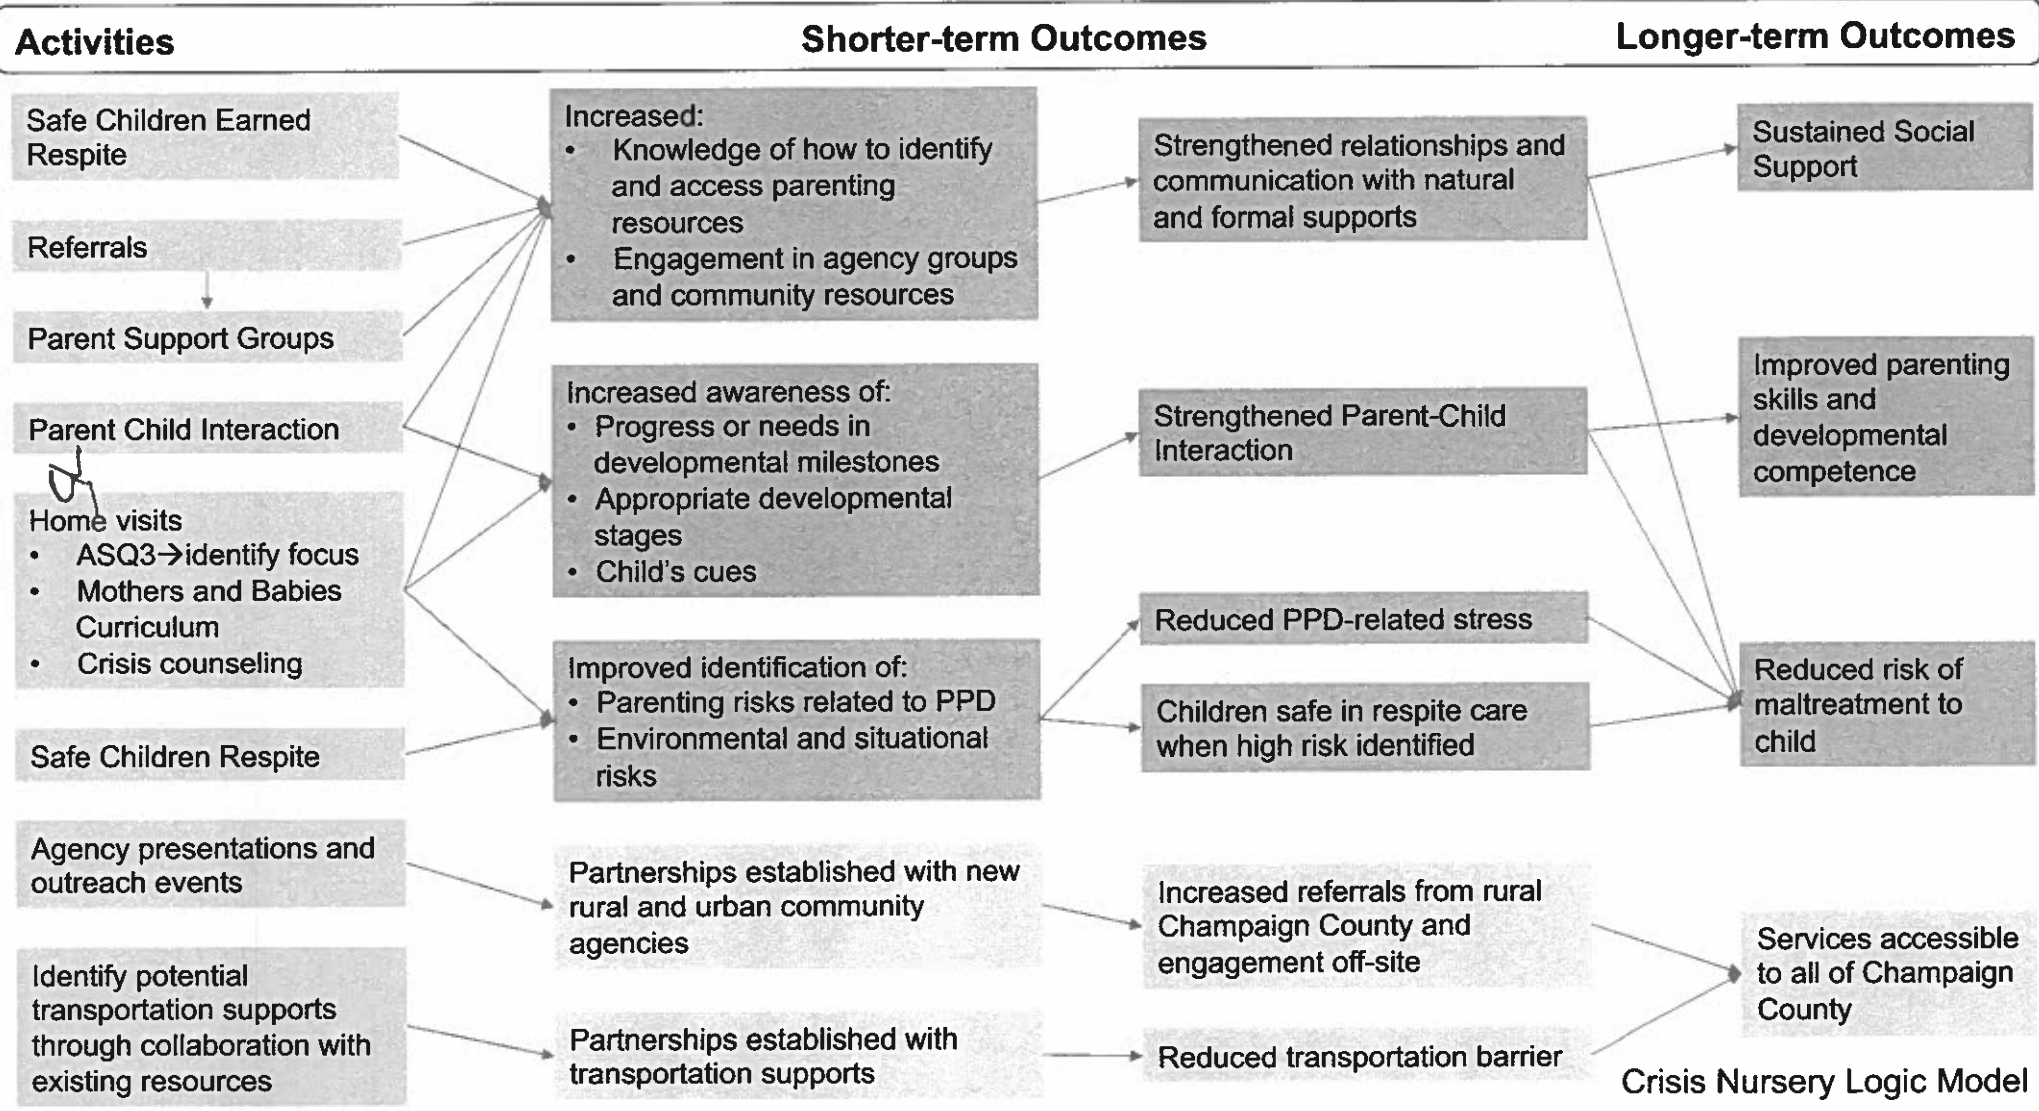 Activities
Shorter-term Outcomes
Longer-term Outcomes
Safe Children Earned
Respite
Referrals
Parent Support Groups
Parent Child Interaction
Home visits
• ASQ3→identify focus
• Mothers and Babies
Curriculum
• Crisis counseling
Safe Children Respite
Agency presentations and
outreach events
Identify potential
transportation supports
through collaboration with
existing resources
Increased:
• Knowledge of how to identify
and access parenting
resources
• Engagement in agency groups
and community resources
Increased awareness of:
• Progress or needs in
developmental milestones
• Appropriate developmental
stages
• Child's cues
Improved identification of:
• Parenting risks related to PPD
• Environmental and situational
risks
Partnerships established with new
rural and urban community
agencies
Partnerships established with
transportation supports
Strengthened relationships and
communication with natural
and formal supports
Strengthened Parent-Child
Interaction
Reduced PPD-related stress
Children safe in respite care
when high risk identified
Increased referrals from rural
Champaign County and
engagement off-site
Reduced transportation barrier
Sustained Social
Support
Improved parenting
skills and
developmental
competence
Reduced risk of
maltreatment to
child
Services accessible
to all of Champaign
County
Crisis Nursery Logic Model